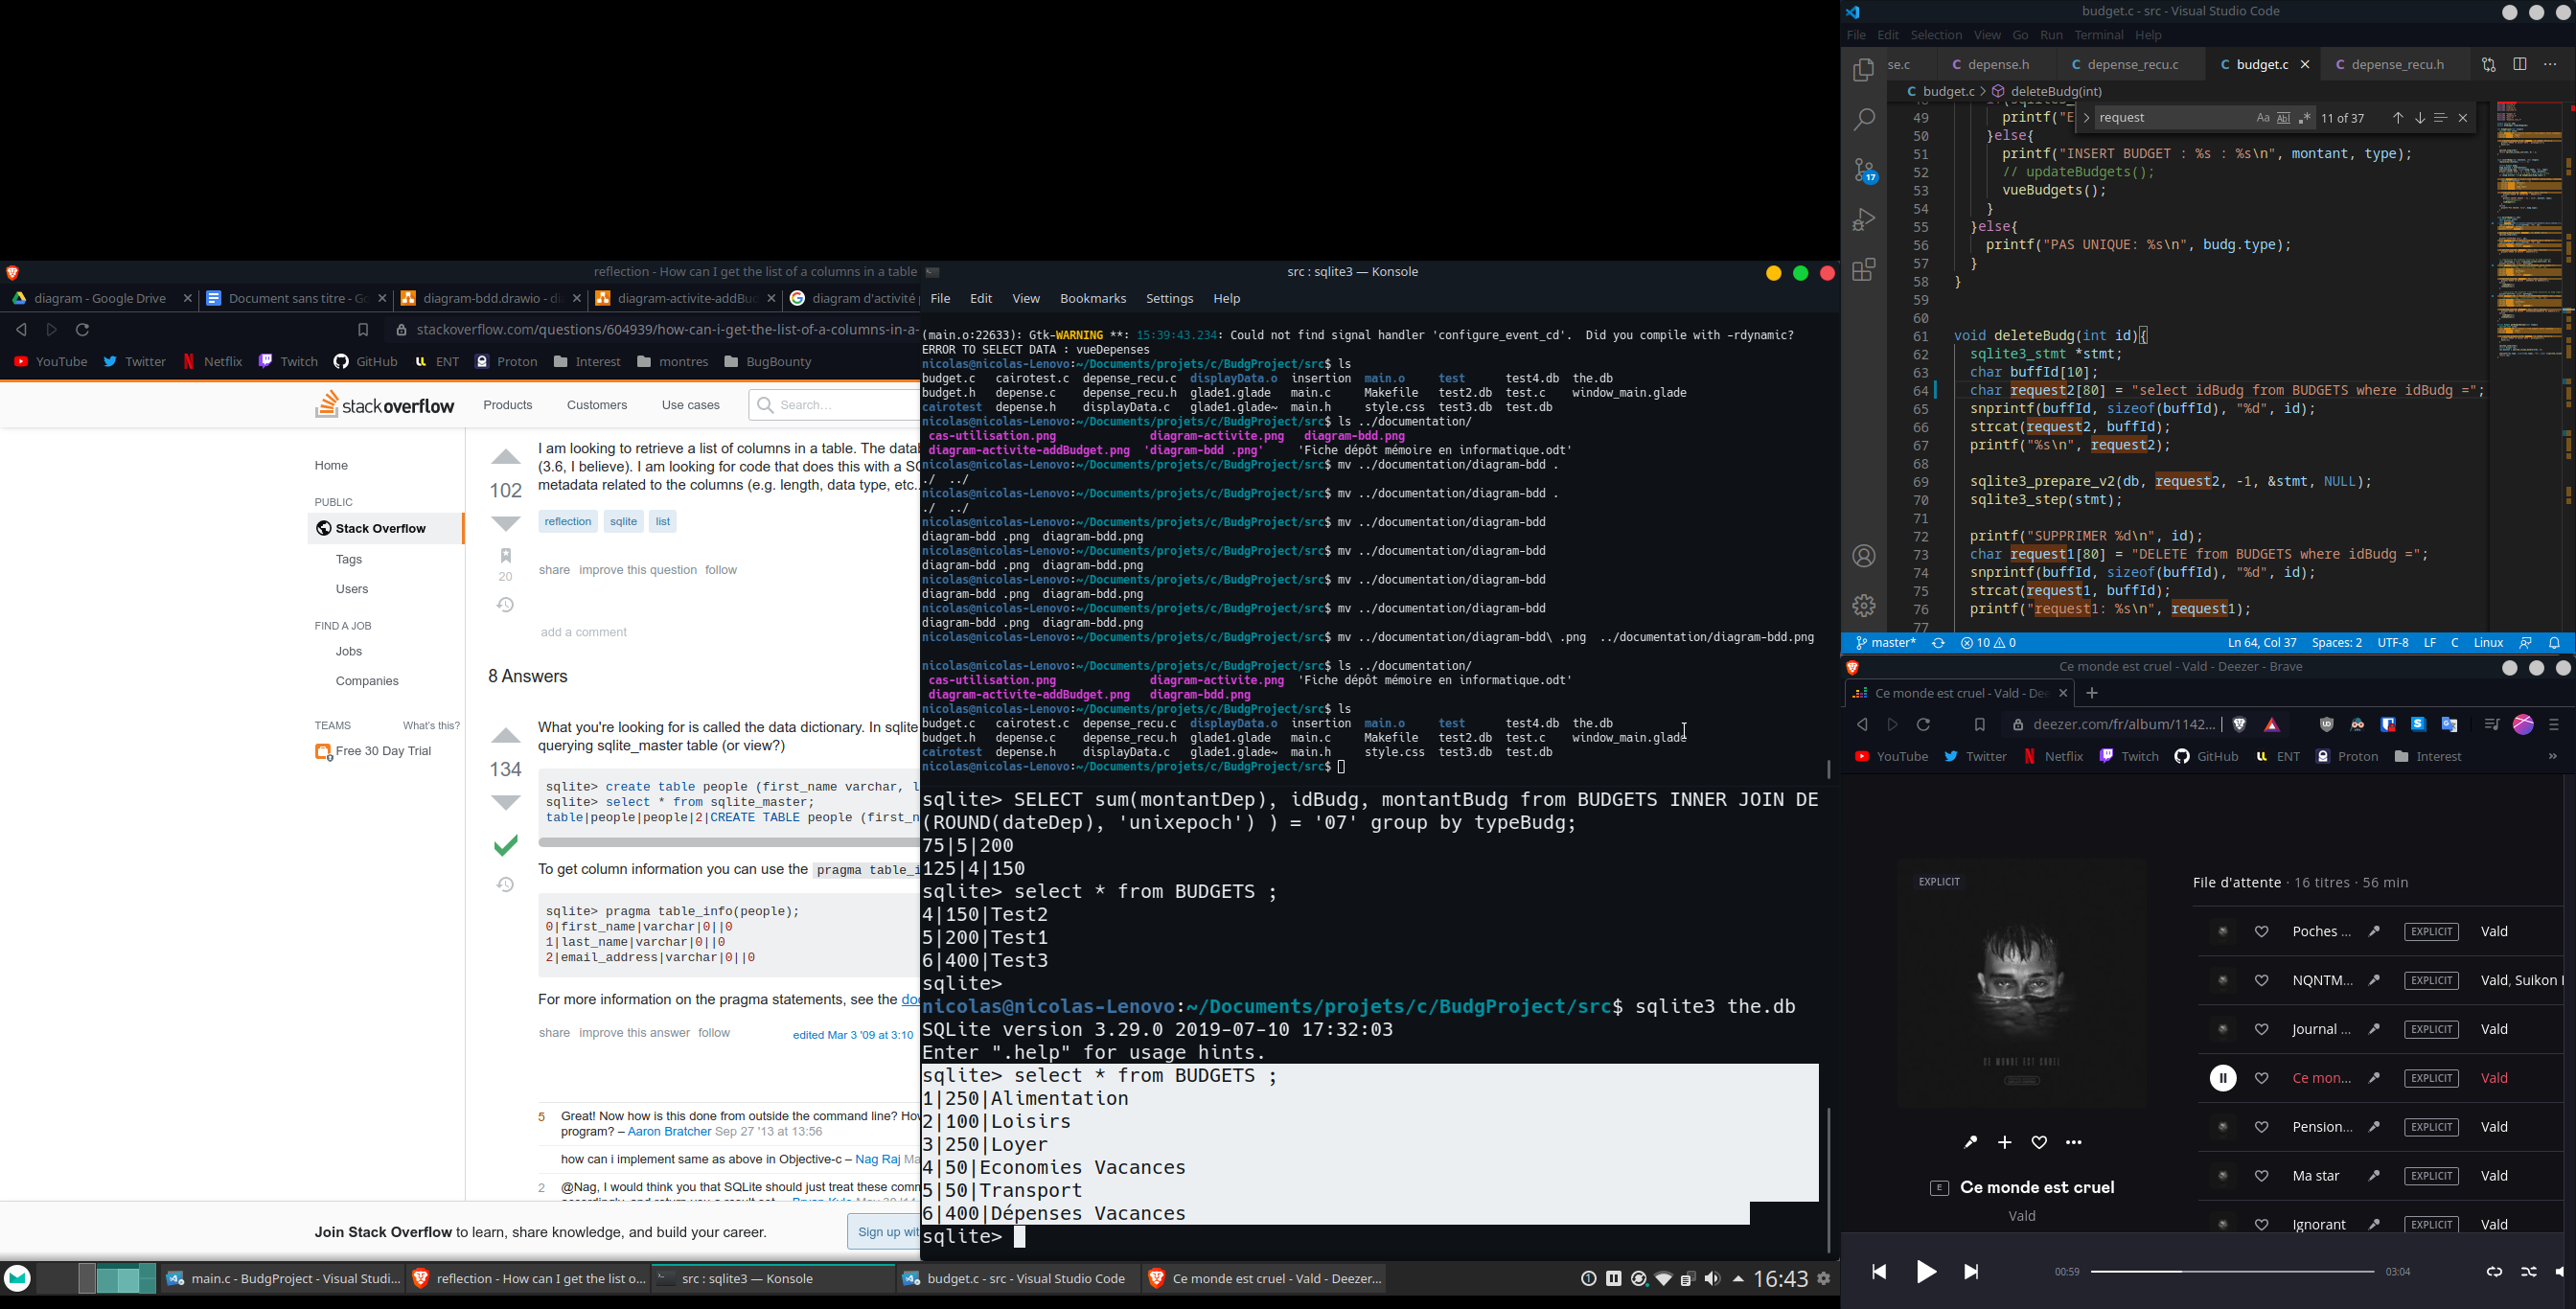 reflection - How can I get the list of a columns in a table
diagram - Google Drive
Document sans titre - Go
diagram-bdd.drawio - di
diagram-activite-addBud
diagram d'activité
stackoverflow.com/questions/604939/how-can-i-get-the-list-of-a-columns-in-a-
YouTube Twitter Netflix Twitch GitHub ENT Proton Interest montres BugBounty
stackoverflow Products Customers Use cases Search...
Home
PUBLIC
Stack Overflow
Tags
Users
FIND A JOB
Jobs
Companies
TEAMS What's this?
Free 30 Day Trial
I am looking to retrieve a list of columns in a table. The datab
(3.6, I believe). I am looking for code that does this with a SQ
metadata related to the columns (e.g. length, data type, etc..
102
reflection sqlite list
20
share improve this question follow
add a comment
8 Answers
134
What you're looking for is called the data dictionary. In sqlite
querying sqlite_master table (or view?)
sqlite> create table people (first_name varchar, l
sqlite> select * from sqlite_master;
table|people|people|2|CREATE TABLE people (first_n
To get column information you can use the pragma table_i
sqlite> pragma table_info(people);
0|first_name|varchar|0||0
1|last_name|varchar|0||0
2|email_address|varchar|0||0
For more information on the pragma statements, see the doc
share improve this answer follow edited Mar 3 '09 at 3:10
5 Great! Now how is this done from outside the command line? How
program? – Aaron Bratcher Sep 27 '13 at 13:56
how can i implement same as above in Objective-c – Nag Raj Ma
2 @Nag, I would think you that SQLite should just treat these comm
Join Stack Overflow to learn, share knowledge, and build your career. Sign up wit
src : sqlite3 — Konsole
File Edit View Bookmarks Settings Help
(main.o:22633): Gtk-WARNING **: 15:39:43.234: Could not find signal handler 'configure_event_cd'. Did you compile with -rdynamic?
ERROR TO SELECT DATA : vueDepenses
nicolas@nicolas-Lenovo:~/Documents/projets/c/BudgProject/src$ ls
budget.c cairotest.c depense_recu.c displayData.o insertion main.o test test4.db the.db
budget.h depense.c depense_recu.h glade1.glade main.c Makefile test2.db test.c window_main.glade
cairotest depense.h displayData.c glade1.glade~ main.h style.css test3.db test.db
nicolas@nicolas-Lenovo:~/Documents/projets/c/BudgProject/src$ ls ../documentation/
cas-utilisation.png diagram-activite.png diagram-bdd.png
diagram-activite-addBudget.png 'diagram-bdd .png' 'Fiche dépôt mémoire en informatique.odt'
nicolas@nicolas-Lenovo:~/Documents/projets/c/BudgProject/src$ mv ../documentation/diagram-bdd .
./ ../
nicolas@nicolas-Lenovo:~/Documents/projets/c/BudgProject/src$ mv ../documentation/diagram-bdd .
./ ../
nicolas@nicolas-Lenovo:~/Documents/projets/c/BudgProject/src$ mv ../documentation/diagram-bdd
diagram-bdd .png diagram-bdd.png
nicolas@nicolas-Lenovo:~/Documents/projets/c/BudgProject/src$ mv ../documentation/diagram-bdd
diagram-bdd .png diagram-bdd.png
nicolas@nicolas-Lenovo:~/Documents/projets/c/BudgProject/src$ mv ../documentation/diagram-bdd
diagram-bdd .png diagram-bdd.png
nicolas@nicolas-Lenovo:~/Documents/projets/c/BudgProject/src$ mv ../documentation/diagram-bdd
diagram-bdd .png diagram-bdd.png
nicolas@nicolas-Lenovo:~/Documents/projets/c/BudgProject/src$ mv ../documentation/diagram-bdd\ .png ../documentation/diagram-bdd.png
nicolas@nicolas-Lenovo:~/Documents/projets/c/BudgProject/src$ ls ../documentation/
cas-utilisation.png diagram-activite.png 'Fiche dépôt mémoire en informatique.odt'
diagram-activite-addBudget.png diagram-bdd.png
nicolas@nicolas-Lenovo:~/Documents/projets/c/BudgProject/src$ ls
budget.c cairotest.c depense_recu.c displayData.o insertion main.o test test4.db the.db
budget.h depense.c depense_recu.h glade1.glade main.c Makefile test2.db test.c window_main.glade
cairotest depense.h displayData.c glade1.glade~ main.h style.css test3.db test.db
nicolas@nicolas-Lenovo:~/Documents/projets/c/BudgProject/src$
sqlite> SELECT sum(montantDep), idBudg, montantBudg from BUDGETS INNER JOIN DE
(ROUND(dateDep), 'unixepoch') ) = '07' group by typeBudg;
75|5|200
125|4|150
sqlite> select * from BUDGETS ;
4|150|Test2
5|200|Test1
6|400|Test3
sqlite>
nicolas@nicolas-Lenovo:~/Documents/projets/c/BudgProject/src$ sqlite3 the.db
SQLite version 3.29.0 2019-07-10 17:32:03
Enter ".help" for usage hints.
sqlite> select * from BUDGETS ;
1|250|Alimentation
2|100|Loisirs
3|250|Loyer
4|50|Economies Vacances
5|50|Transport
6|400|Dépenses Vacances
sqlite>
budget.c - src - Visual Studio Code
File Edit Selection View Go Run Terminal Help
se.c depense.h depense_recu.c budget.c depense_recu.h
budget.c > deleteBudg(int)
request Aa Abl .* 11 of 37
17
49 printf("E
50 }else{
51 printf("INSERT BUDGET : %s : %s\n", montant, type);
52 // updateBudgets();
53 vueBudgets();
54 }
55 }else{
56 printf("PAS UNIQUE: %s\n", budg.type);
57 }
58 }
59
60
61 void deleteBudg(int id){
62 sqlite3_stmt *stmt;
63 char buffId[10];
64 char request2[80] = "select idBudg from BUDGETS where idBudg =";
65 snprintf(buffId, sizeof(buffId), "%d", id);
66 strcat(request2, buffId);
67 printf("%s\n", request2);
68
69 sqlite3_prepare_v2(db, request2, -1, &stmt, NULL);
70 sqlite3_step(stmt);
71
72 printf("SUPPRIMER %d\n", id);
73 char request1[80] = "DELETE from BUDGETS where idBudg =";
74 snprintf(buffId, sizeof(buffId), "%d", id);
75 strcat(request1, buffId);
76 printf("request1: %s\n", request1);
77
master* 10 0 Ln 64, Col 37 Spaces: 2 UTF-8 LF C Linux
Ce monde est cruel - Vald - Deezer - Brave
Ce monde est cruel - Vald - Dee
deezer.com/fr/album/1142...
YouTube Twitter Netflix Twitch GitHub ENT Proton Interest »
EXPLICIT
CE MONDE EST CRUEL
E Ce monde est cruel
Vald
File d'attente · 16 titres · 56 min
Poches ... EXPLICIT Vald
NQNTM... EXPLICIT Vald, Suikon
Journal ... EXPLICIT Vald
Ce mon... EXPLICIT Vald
Pension... EXPLICIT Vald
Ma star EXPLICIT Vald
Ignorant EXPLICIT Vald
00:59 03:04
main.c - BudgProject - Visual Studi...
reflection - How can I get the list o...
src : sqlite3 — Konsole
budget.c - src - Visual Studio Code
Ce monde est cruel - Vald - Deezer...
16:43